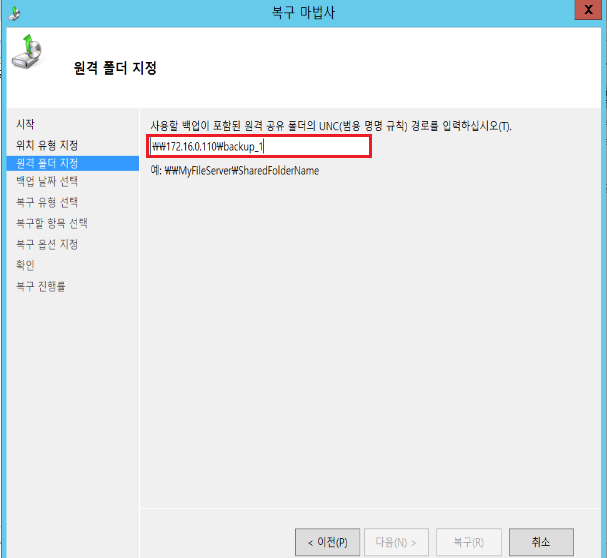 복구 마법사
X
원격 폴더 지정
시작
위치 유형 지정
원격 폴더 지정
백업 날짜 선택
복구 유형 선택
복구할 항목 선택
복구 옵션 지정
확인
복구 진행률
사용할 백업이 포함된 원격 공유 폴더의 UNC(범용 명명 규칙) 경로를 입력하십시오(T).
₩₩172.16.0.110₩backup_1
예: ₩₩MyFileServer₩SharedFolderName
< 이전(P)
다음(N) >
복구(R)
취소